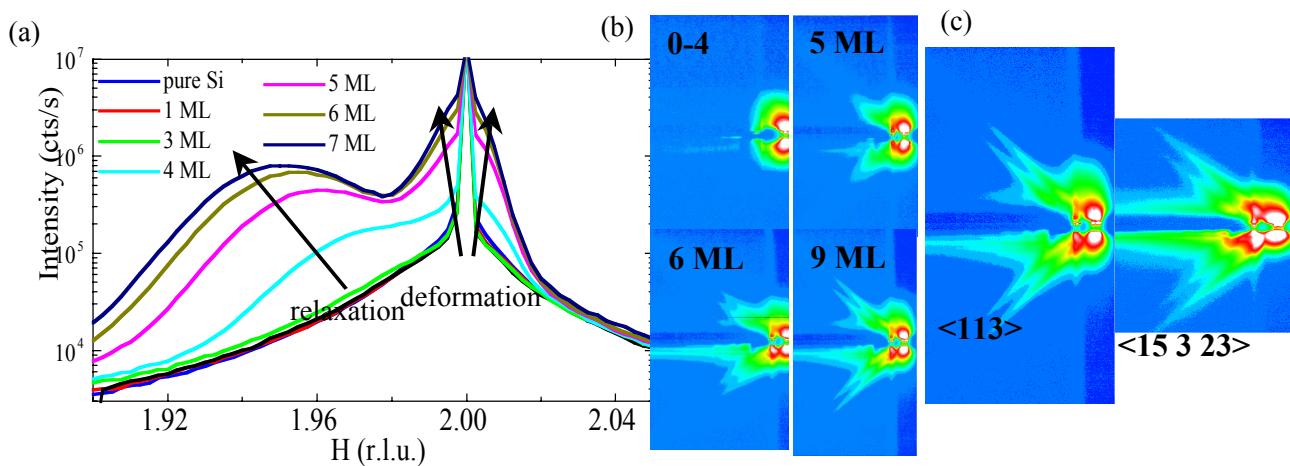 (a)
Intensity (cts/s)
10⁷
10⁶
10⁵
10⁴
pure Si
1 ML
3 ML
4 ML
5 ML
6 ML
7 ML
relaxation
deformation
1.92
1.96
2.00
2.04
H (r.l.u.)
(b)
0-4
5 ML
6 ML
9 ML
(c)
<113>
<15 3 23>